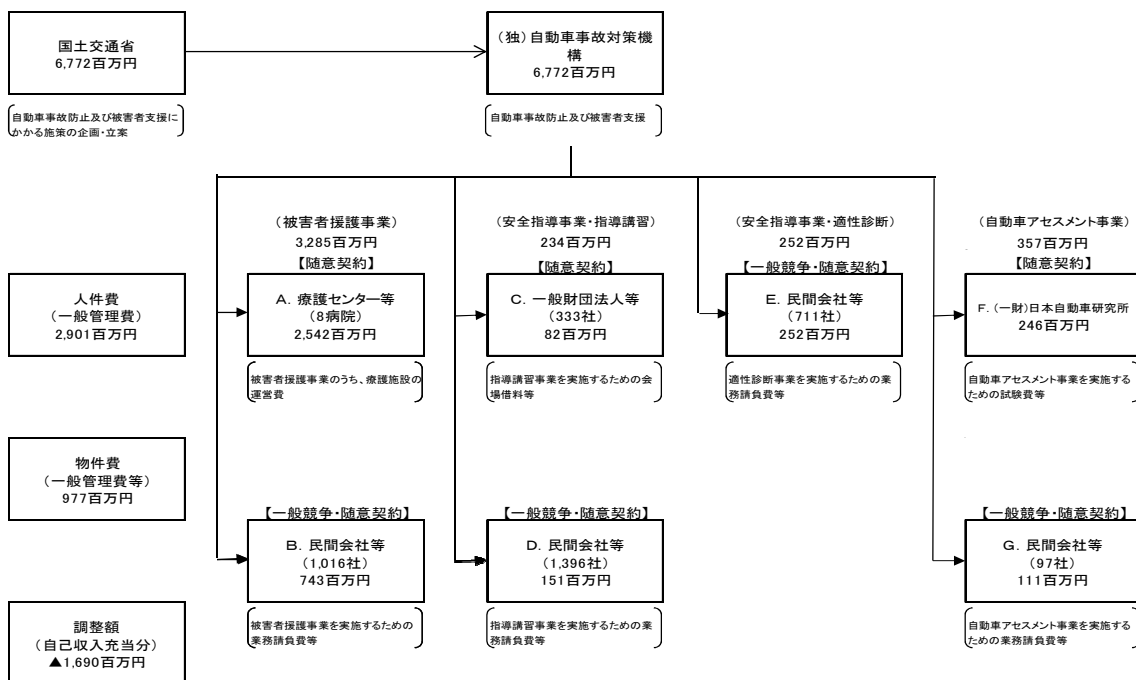 国土交通省
6,772百万円
(独)自動車事故対策機
構
6,772百万円
自動車事故防止及び被害者支援に
かかる施策の企画・立案
自動車事故防止及び被害者支援
(被害者援護事業)
3,285百万円
【随意契約】
(安全指導事業・指導講習)
234百万円
【随意契約】
(安全指導事業・適性診断)
252百万円
【一般競争・随意契約】
(自動車アセスメント事業)
357百万円
【随意契約】
人件費
(一般管理費)
2,901百万円
A. 療護センター等
(8病院)
2,542百万円
C. 一般財団法人等
(333社)
82百万円
E. 民間会社等
(711社)
252百万円
F. (一財)日本自動車研究所
246百万円
被害者援護事業のうち、療護施設の
運営費
指導講習事業を実施するための会
場借料等
適性診断事業を実施するための業
務請負費等
自動車アセスメント事業を実施する
ための試験費等
物件費
(一般管理費等)
977百万円
【一般競争・随意契約】
【一般競争・随意契約】
【一般競争・随意契約】
B. 民間会社等
(1,016社)
743百万円
D. 民間会社等
(1,396社)
151百万円
G. 民間会社等
(97社)
111百万円
調整額
(自己収入充当分)
▲1,690百万円
被害者援護事業を実施するための
業務請負費等
指導講習事業を実施するための業
務請負費等
自動車アセスメント事業を実施する
ための業務請負費等